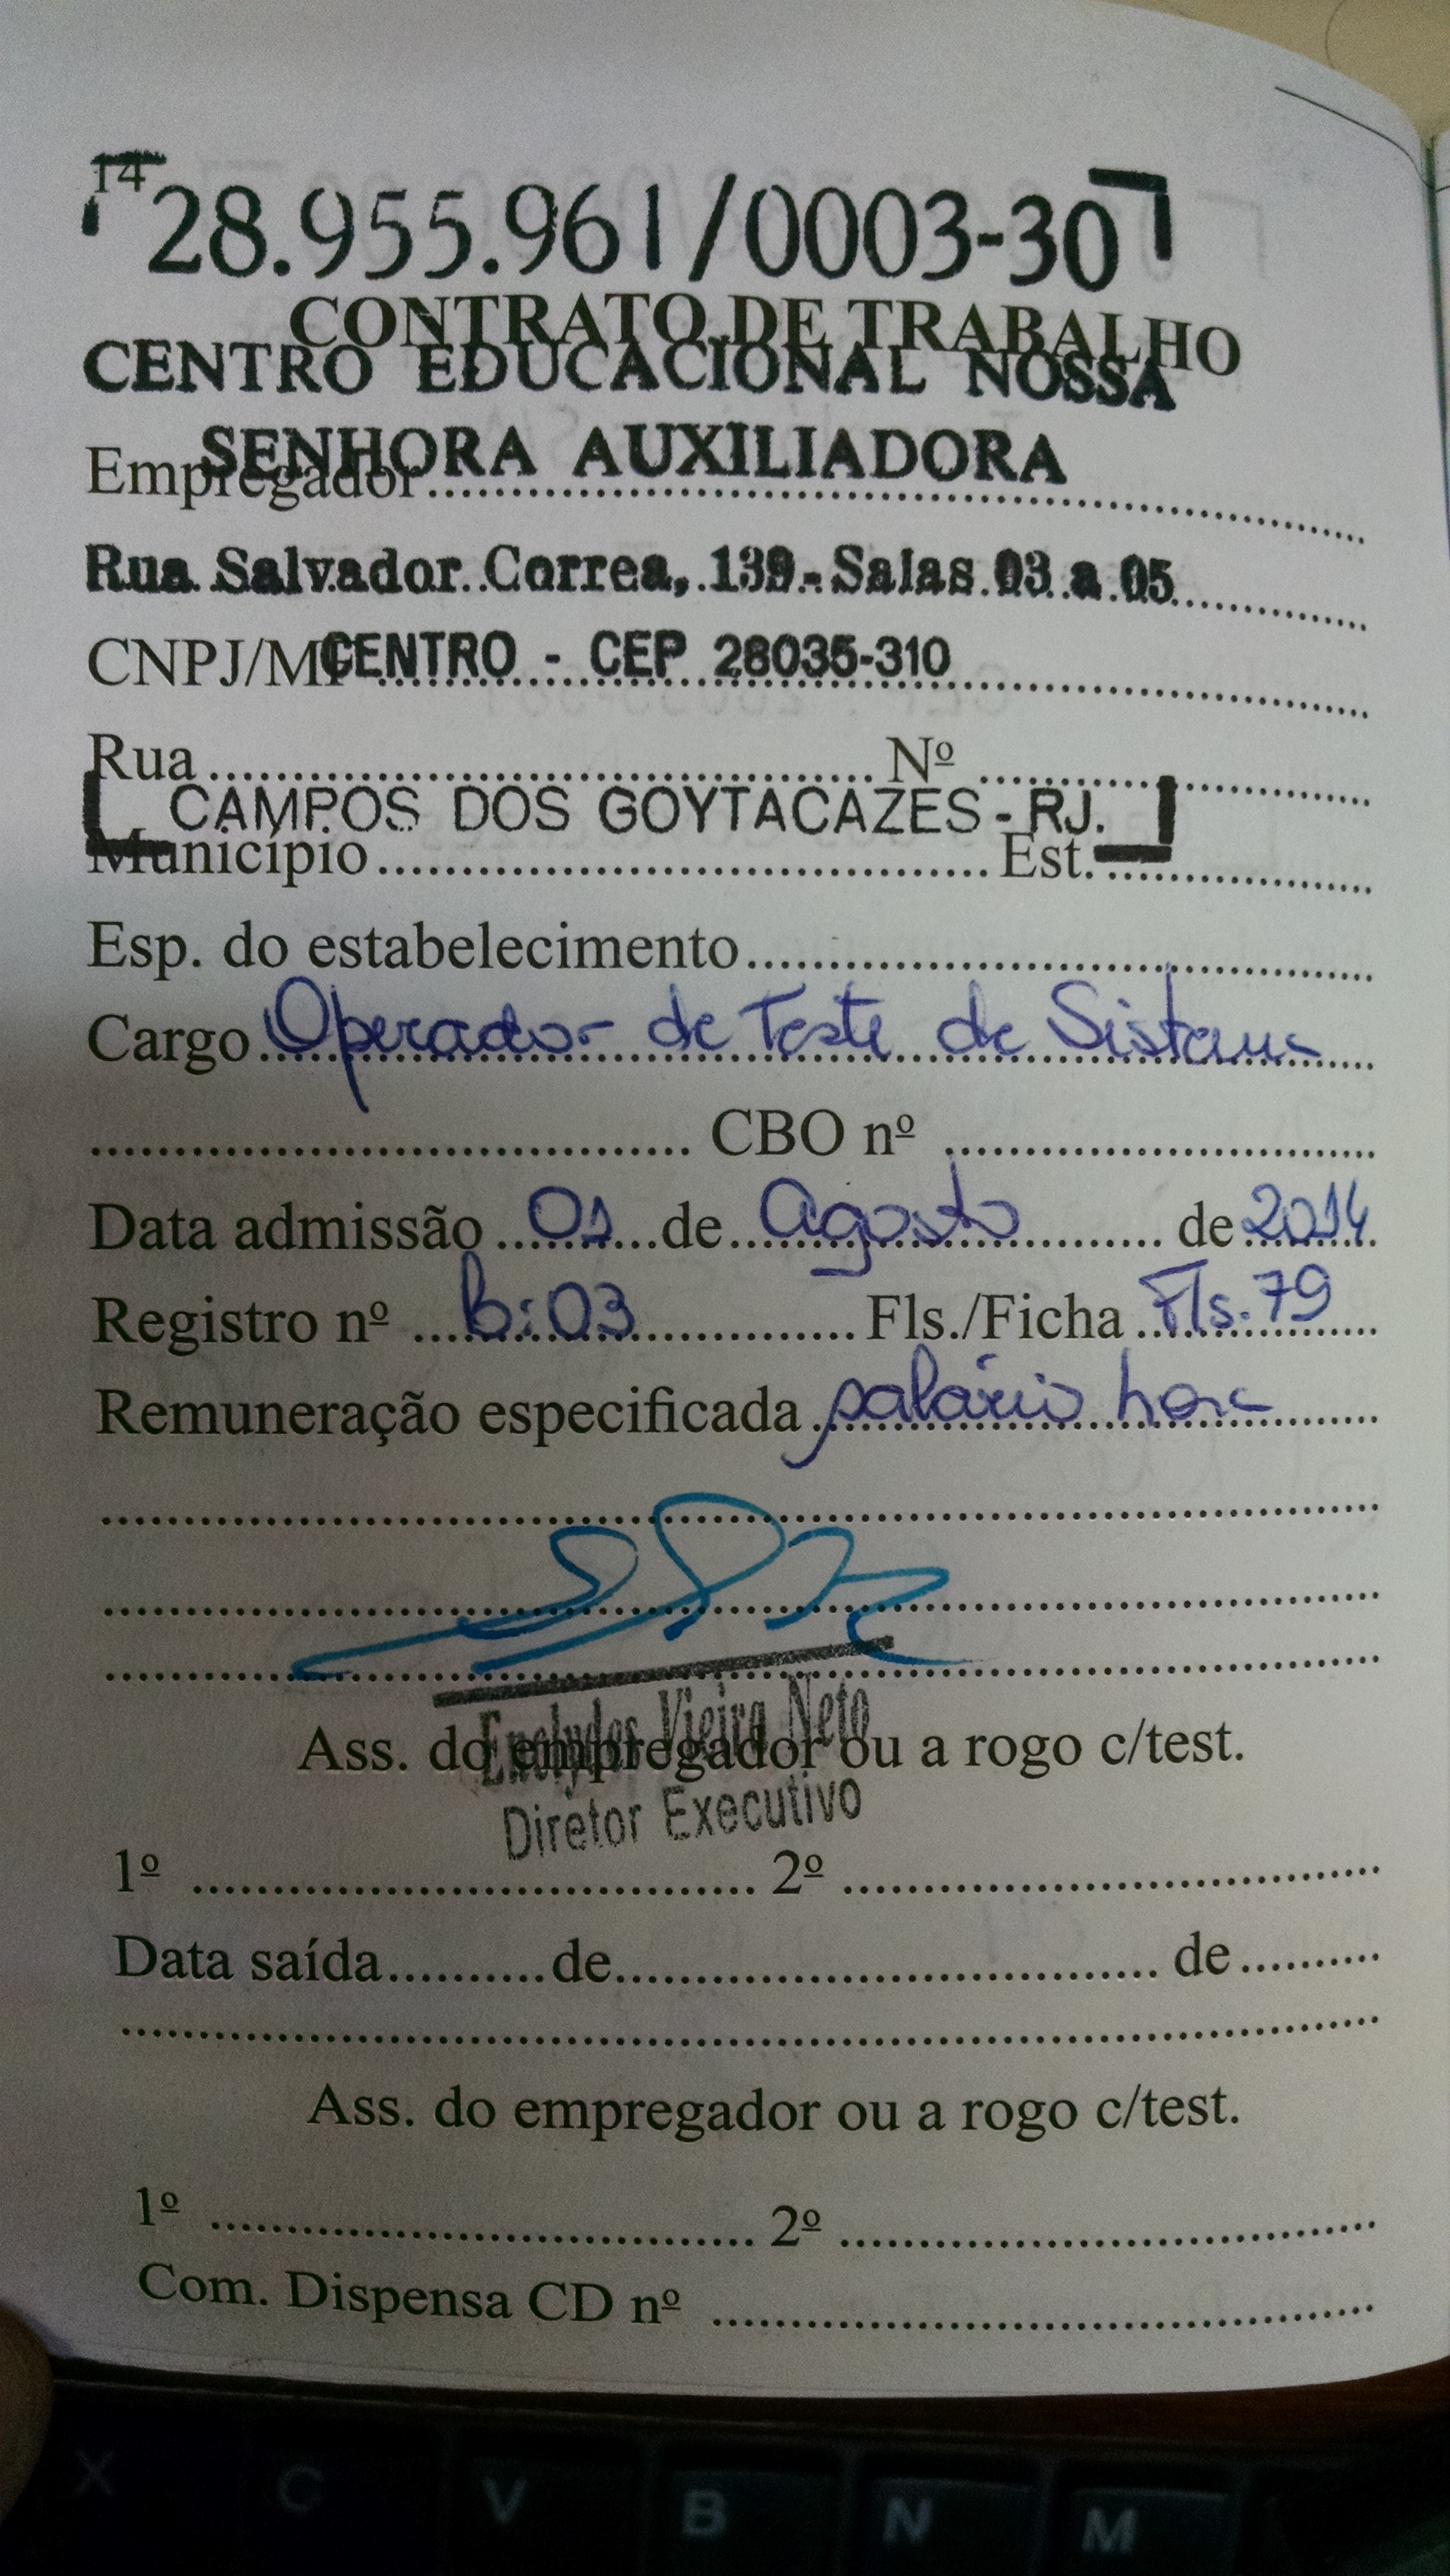 14
28.955.961/0003-30
CONTRATO DE TRABALHO
CENTRO EDUCACIONAL NOSSA
SENHORA AUXILIADORA
Empregador
Rua Salvador Correa, 139 - Salas 03 a 05
CNPJ/MF
CENTRO - CEP 28035-310
Rua Nº
CAMPOS DOS GOYTACAZES - RJ.
Município Est.
Esp. do estabelecimento
Cargo Operador de Teste de Sistemas
CBO nº
Data admissão 01 de Agosto de 2014
Registro nº B:03 Fls./Ficha Fls. 79
Remuneração especificada salário hora
Euclydes Vieira Neto
Ass. do empregador ou a rogo c/test.
Diretor Executivo
1º 2º
Data saída de de
Ass. do empregador ou a rogo c/test.
1º 2º
Com. Dispensa CD nº
X C V B N M